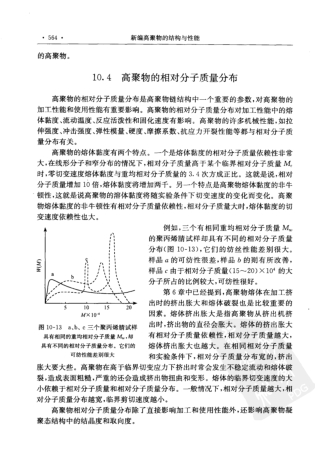 · 564 ·
新编高聚物的结构与性能
的高聚物。
10.4 高聚物的相对分子质量分布
高聚物的相对分子质量分布是高聚物链结构中一个重要的参数,对高聚物的
加工性能和使用性能有重要影响。高聚物的相对分子质量分布对加工性能中的熔
体黏度、流动温度、反应活泼性和固化速度有影响。高聚物的许多机械性能,如拉
伸强度、冲击强度、弹性模量、硬度、摩擦系数、抗应力开裂性能等都与相对分子质
量分布有关。
高聚物的熔体黏度有两个特点。一个是熔体的黏度对相对分子质量依赖性非常
大,在线形分子和窄分布的情况下,相对分子质量高于某个临界相对分子质量 Mc
时,零切变速度熔体黏度与重均相对分子质量的 3.4 次方成正比。这就是说,相对
分子质量增加 10 倍,熔体黏度将增加两千。另一个特点是高聚物熔体黏度的非牛
顿性,这就是说高聚物的溶体黏度将随实验条件下切变速度的变化而变化。高聚
物熔体黏度的非牛顿性有相对分子质量依赖性,相对分子质量大时,熔体黏度的切
变速度依赖性也大。
例如,三个有相同重均相对分子质量 Mw
的聚丙烯腈试样却具有不同的相对分子质量
分布(图 10-13),它们的纺丝性能差别很大。
样品 a 的可纺性很差,样品 b 的则有所改善,
样品 c 由于相对分子质量(15～20)×10⁴ 的大
分子所占的比例较大,可纺性很好。
第 6 章中已经提到,高聚物熔体在加工挤
出时的挤出胀大和熔体破裂也是比较重要的
因素。挤出胀大是指高聚物从挤出机挤
出时,挤出物的直径会胀大。熔体的胀大也有
相对分子质量依赖性,相对分子质量越大,
熔体挤出胀大也越大。在相同相对分子质量
和实验条件下,相对分子质量分布宽的,挤出
W(M)
a
b
c
0
5
10
15
20
M×10⁻⁴
图 10-13 a、b、c 三个聚丙烯腈试样
具有相同的重均相对分子质量 Mw,却
具有不同的相对分子质量分布。它们的
可纺性能差别很大
胀大要大些。高聚物在高于临界切变应力下挤出时常会发生不稳定流动和熔体破
裂,造成表面粗糙,严重的还会造成挤出物扭曲和变形。熔体的临界切变速度的大
小依赖于相对分子质量和相对分子质量分布。一般情况下,相对分子质量越大,相
对分子质量分布越宽,临界剪切速度越小。
高聚物相对分子质量分布除了直接影响加工和使用性能外,还影响高聚物凝
聚态结构中的结晶度和取向度。